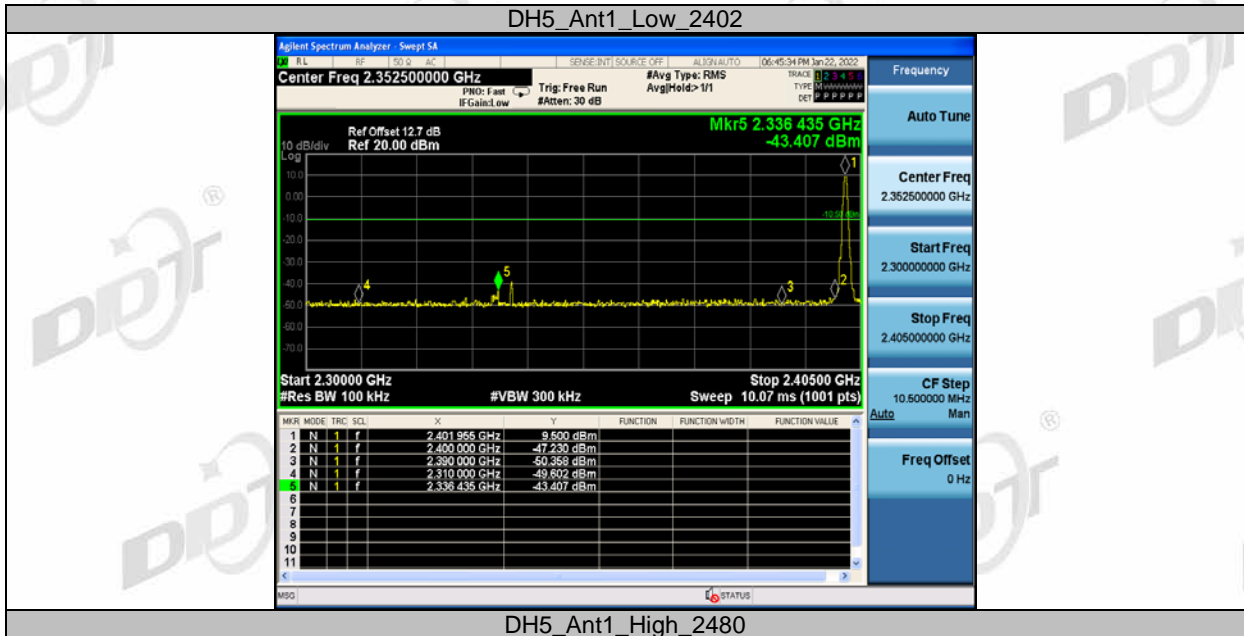 DH5_Ant1_Low_2402
Agilent Spectrum Analyzer - Swept SA
RL RF 50 Ω AC SENSE:INT SOURCE OFF ALIGN AUTO 06:45:34 PM Jan 22, 2022
Center Freq 2.352500000 GHz
PNO: Fast
IFGain:Low
Trig: Free Run
#Atten: 30 dB
#Avg Type: RMS
Avg|Hold:> 1/1
TRACE 1 2 3 4 5 6
TYPE M
DET P P P P P P
Mkr5 2.336 435 GHz
-43.407 dBm
Ref Offset 12.7 dB
10 dB/div Ref 20.00 dBm
Log
10.0
0.00
-10.0
-20.0
-30.0
-40.0
-50.0
-60.0
-70.0
-10.50 dBm
1
2
3
4
5
Start 2.30000 GHz Stop 2.40500 GHz
#Res BW 100 kHz #VBW 300 kHz Sweep 10.07 ms (1001 pts)
MKR MODE TRC SCL X Y FUNCTION FUNCTION WIDTH FUNCTION VALUE
1 N 1 f 2.401 955 GHz 9.500 dBm
2 N 1 f 2.400 000 GHz -47.230 dBm
3 N 1 f 2.390 000 GHz -50.358 dBm
4 N 1 f 2.310 000 GHz -49.602 dBm
5 N 1 f 2.336 435 GHz -43.407 dBm
6
7
8
9
10
11
MSG STATUS
Frequency
Auto Tune
Center Freq
2.352500000 GHz
Start Freq
2.300000000 GHz
Stop Freq
2.405000000 GHz
CF Step
10.500000 MHz
Auto Man
Freq Offset
0 Hz
DH5_Ant1_High_2480